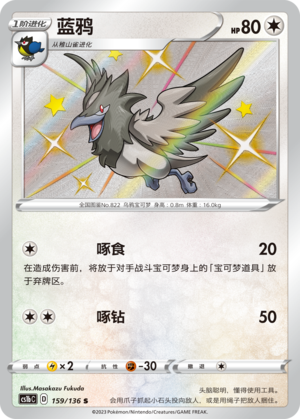 1阶进化
蓝鸦
HP 80
从稚山雀进化
全国图鉴No.822 乌鸦宝可梦 身高：0.8m 体重：16.0kg
啄食 20
在造成伤害前，将放于对手战斗宝可梦身上的「宝可梦道具」放于弃牌区。
啄钻 50
弱点 ×2 抗性 -30 撤退
Illus.Masakazu Fukuda
D 159/136 S
头脑聪明，懂得使用工具。
会用爪子抓起小石头投向敌人，或是用绳子把敌人捆住。
©2023 Pokémon/Nintendo/Creatures/GAME FREAK.